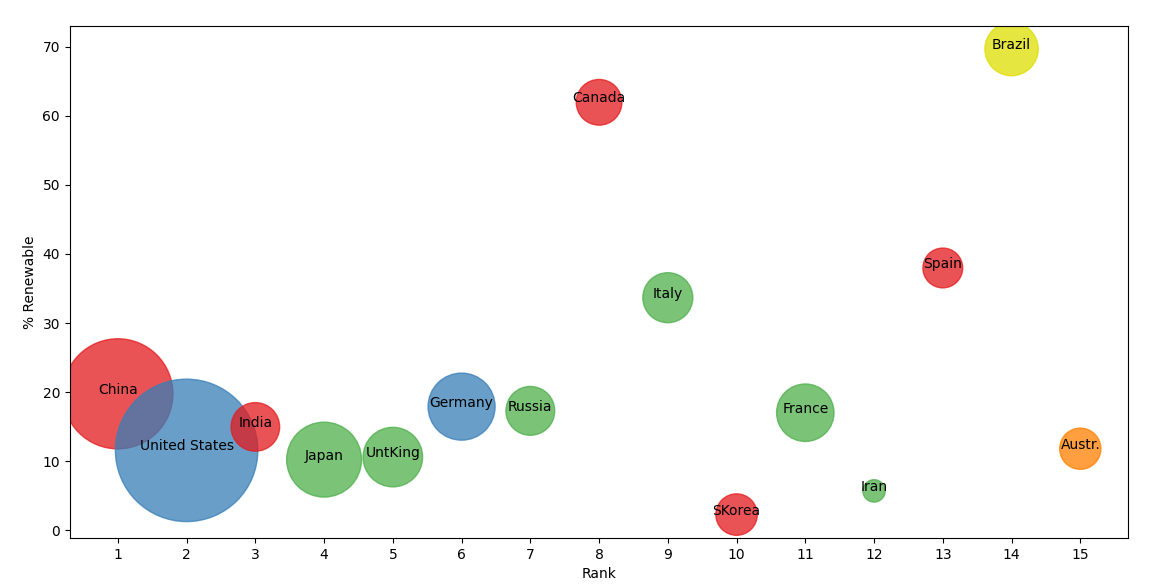 70
60
50
40
30
20
10
0
% Renewable
Brazil
Canada
Spain
Italy
China
Germany
Russia
France
India
United States
Japan
UntKing
Austr.
Iran
SKorea
1 2 3 4 5 6 7 8 9 10 11 12 13 14 15
Rank